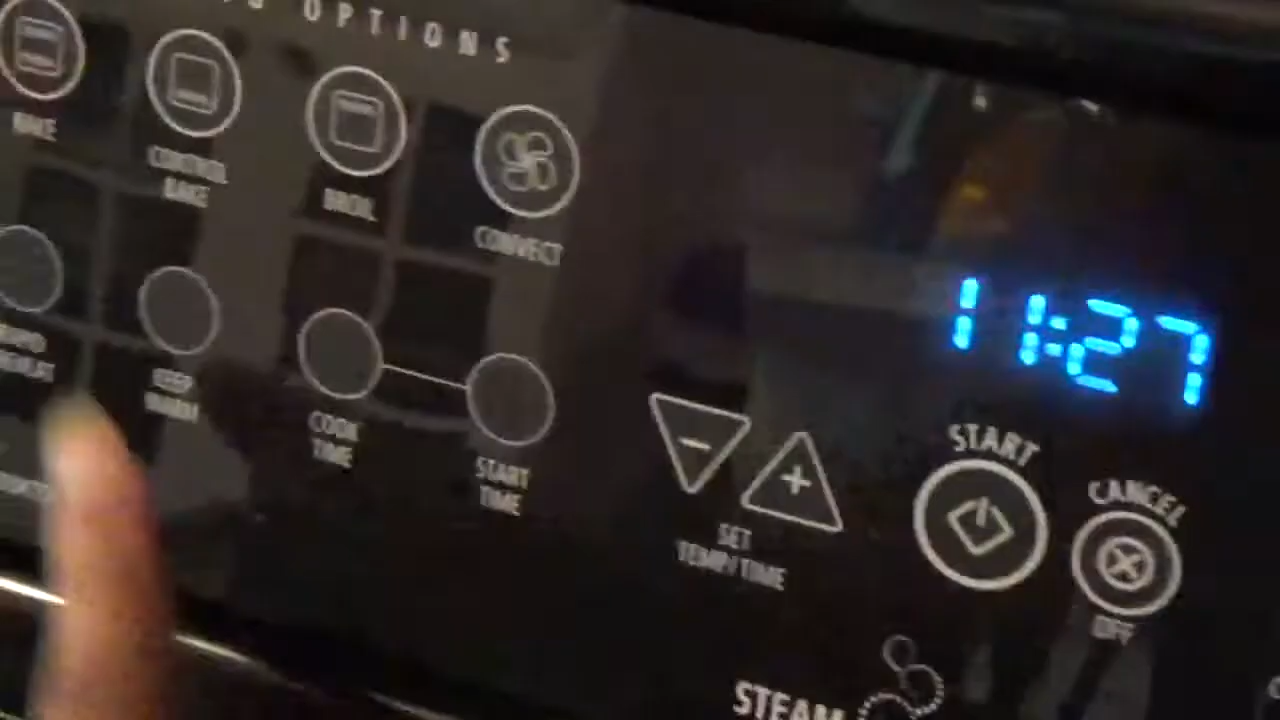 OPTIONS
BAKE
CONTROL
BAKE
BROIL
CONVECT
11:27
KEEP
WARM
COOK
TIME
START
TIME
-
+
SET
TEMP/TIME
START
CANCEL
OFF
STEAM